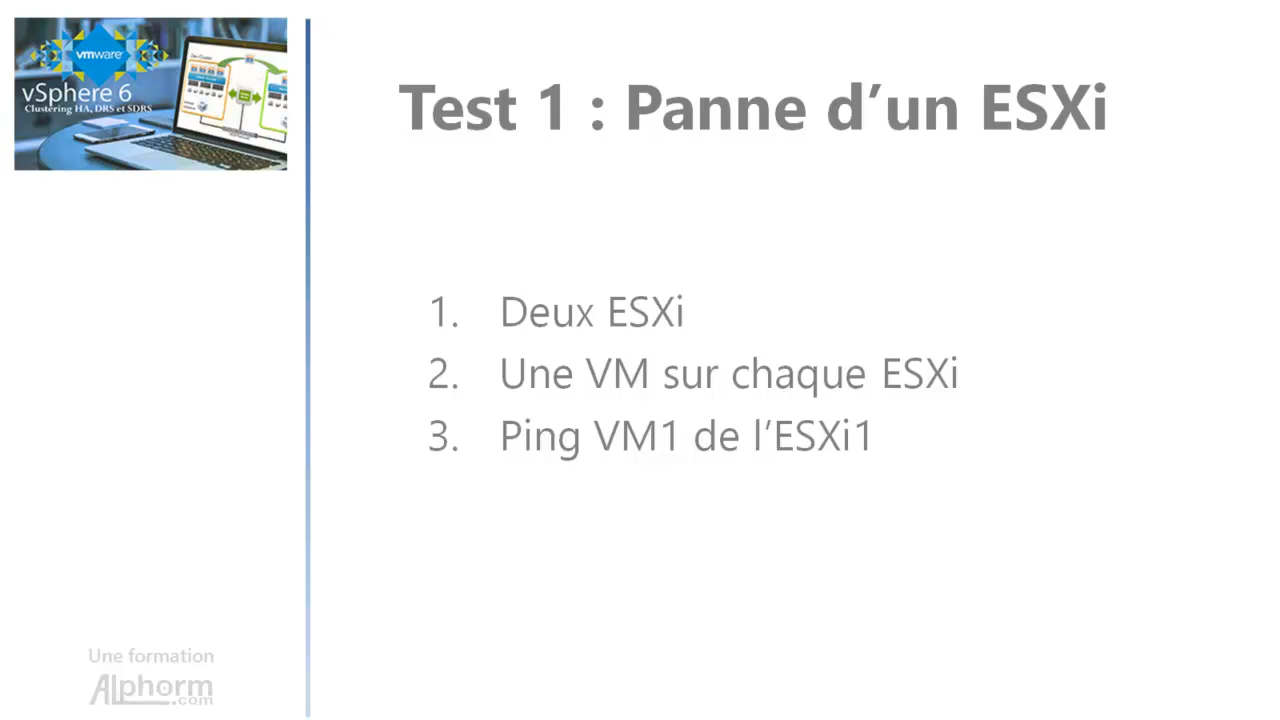 vmware
vSphere 6
Clustering HA, DRS et SDRS
Test 1 : Panne d’un ESXi
1. Deux ESXi
2. Une VM sur chaque ESXi
3. Ping VM1 de l’ESXi1
Une formation
Alphorm
.com